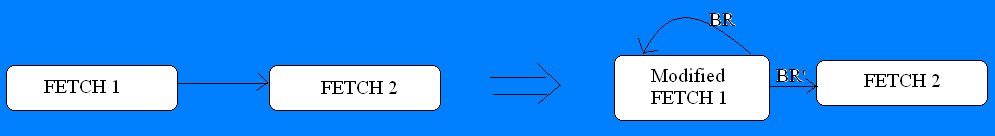 BR
FETCH 1
FETCH 2
Modified
FETCH 1
BR'
FETCH 2